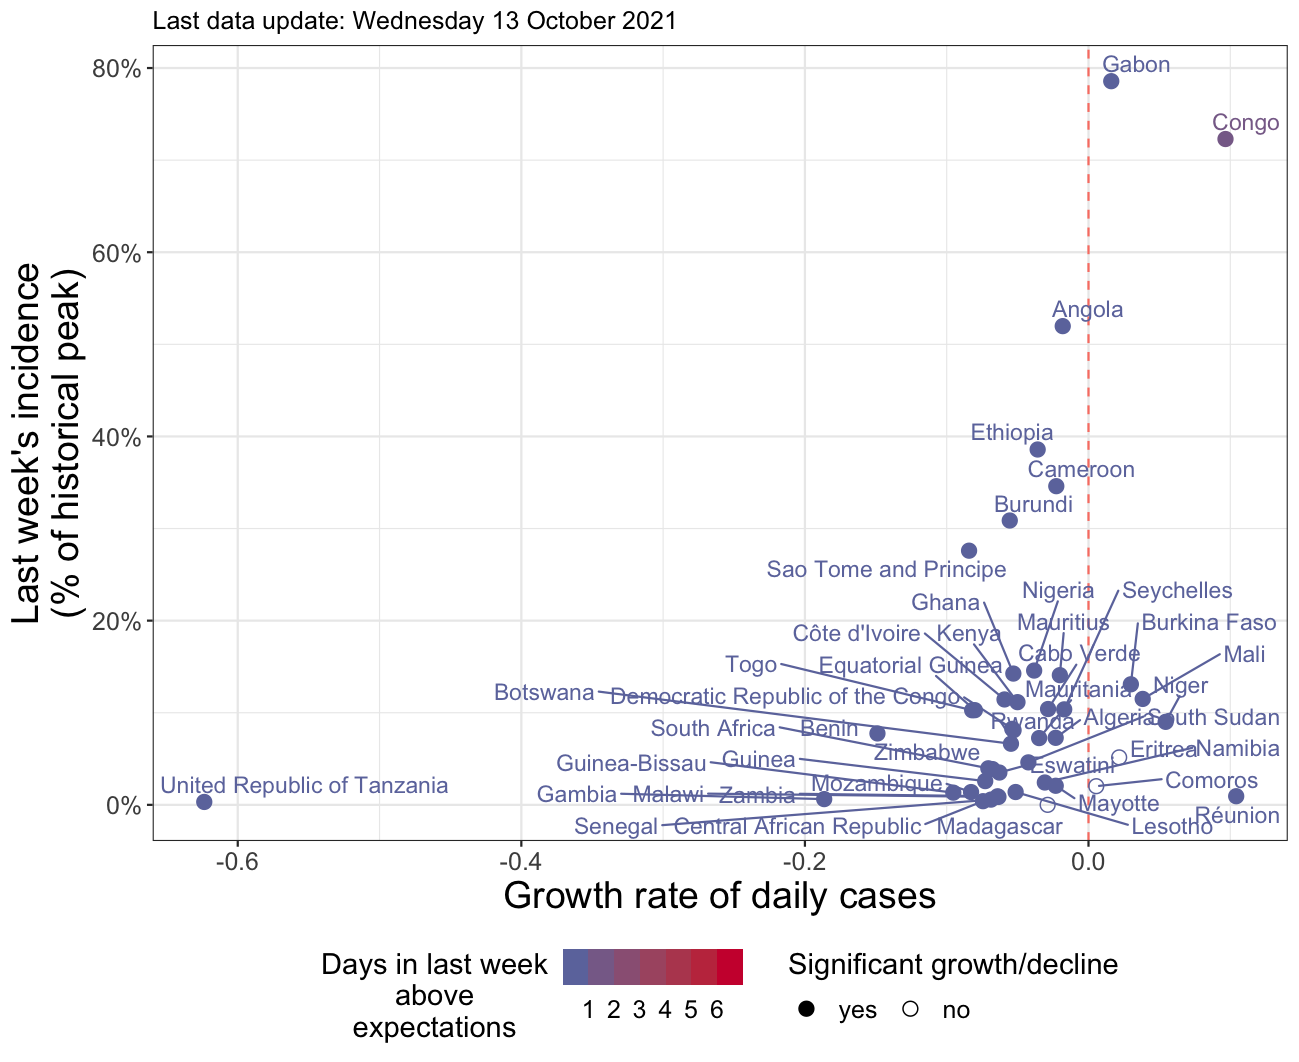 Last data update: Wednesday 13 October 2021
80%
60%
40%
20%
0%
Last week's incidence
(% of historical peak)
Gabon
Congo
Angola
Ethiopia
Cameroon
Burundi
Sao Tome and Principe
Nigeria
Seychelles
Ghana
Mauritius
Burkina Faso
Côte d'Ivoire
Kenya
Cabo Verde
Mali
Togo
Equatorial Guinea
Niger
Botswana
Democratic Republic of the Congo
Mauritania
South Africa
Benin
Rwanda
Algeria
South Sudan
Zimbabwe
Eritrea
Namibia
Guinea-Bissau
Guinea
Eswatini
United Republic of Tanzania
Mozambique
Comoros
Gambia
Malawi
Zambia
Mayotte
Réunion
Senegal
Central African Republic
Madagascar
Lesotho
-0.6
-0.4
-0.2
0.0
Growth rate of daily cases
Days in last week
above
expectations
1 2 3 4 5 6
Significant growth/decline
yes
no